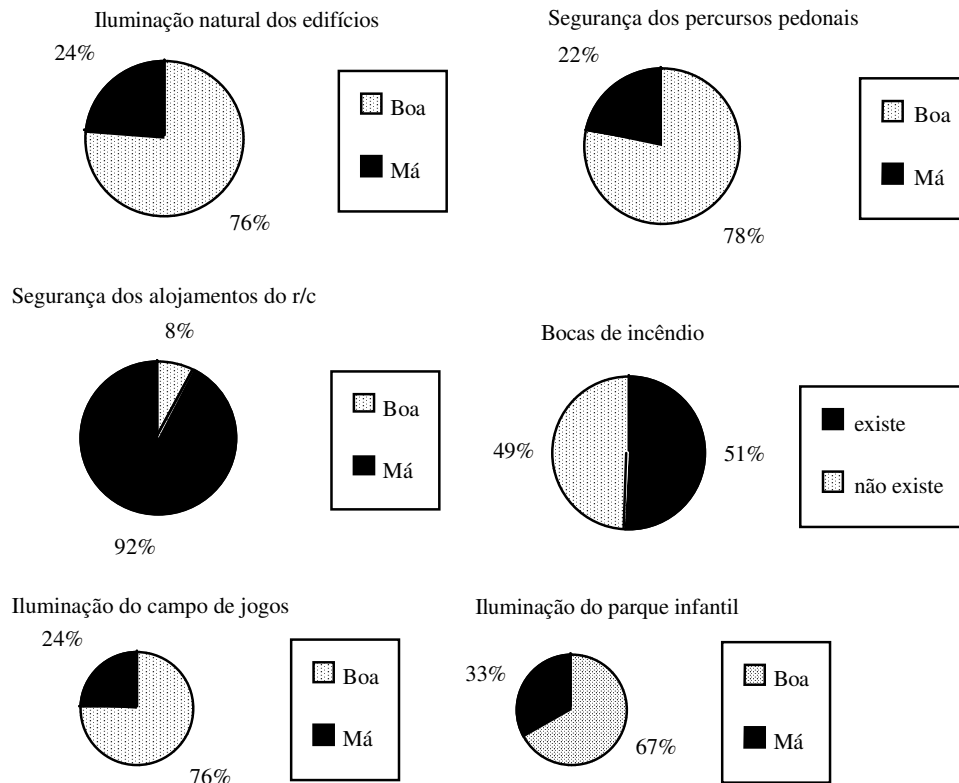 Iluminação natural dos edifícios
24%
76%
Boa
Má
Segurança dos percursos pedonais
22%
78%
Boa
Má
Segurança dos alojamentos do r/c
8%
92%
Boa
Má
Bocas de incêndio
49%
51%
existe
não existe
Iluminação do campo de jogos
24%
76%
Boa
Má
Iluminação do parque infantil
33%
67%
Boa
Má